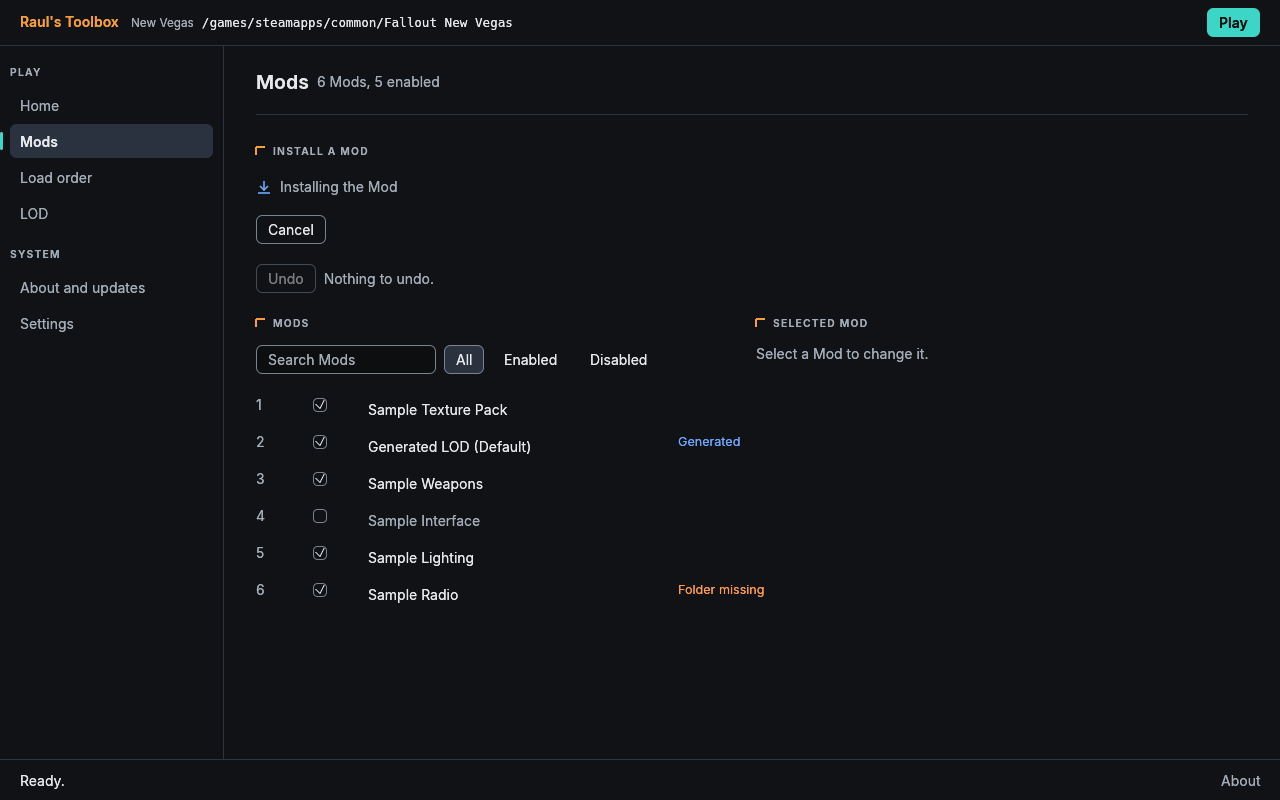 Raul's Toolbox New Vegas /games/steamapps/common/Fallout New Vegas Play
PLAY
Home
Mods
Load order
LOD
SYSTEM
About and updates
Settings
Mods 6 Mods, 5 enabled
INSTALL A MOD
Installing the Mod
Cancel
Undo Nothing to undo.
MODS
Search Mods All Enabled Disabled
1 Sample Texture Pack
2 Generated LOD (Default) Generated
3 Sample Weapons
4 Sample Interface
5 Sample Lighting
6 Sample Radio Folder missing
SELECTED MOD
Select a Mod to change it.
Ready. About